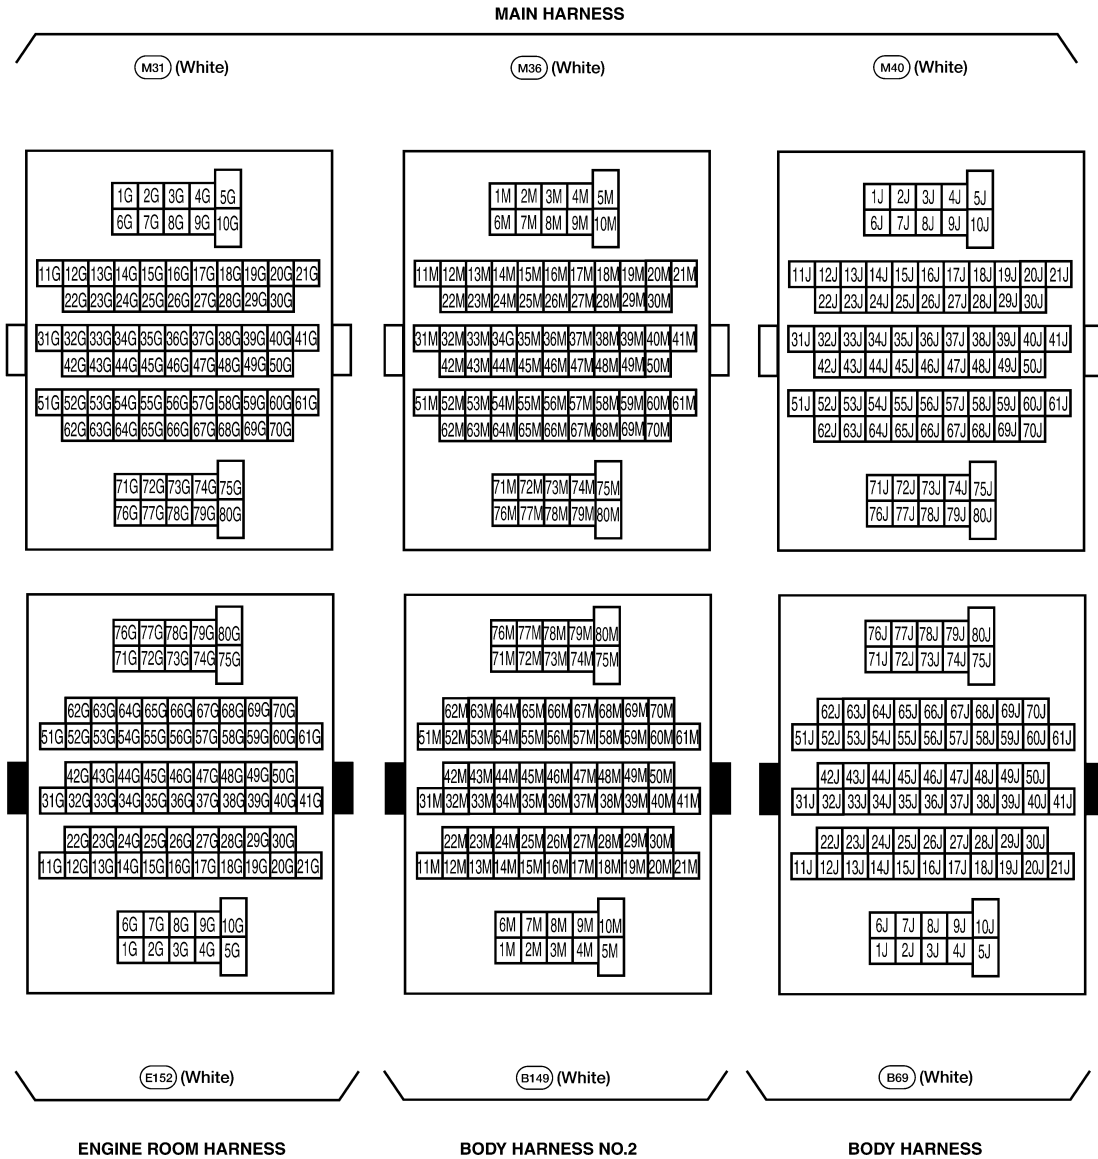 MAIN HARNESS
M31 (White)
M36 (White)
M40 (White)
1G 2G 3G 4G 5G
6G 7G 8G 9G 10G
11G 12G 13G 14G 15G 16G 17G 18G 19G 20G 21G
22G 23G 24G 25G 26G 27G 28G 29G 30G
31G 32G 33G 34G 35G 36G 37G 38G 39G 40G 41G
42G 43G 44G 45G 46G 47G 48G 49G 50G
51G 52G 53G 54G 55G 56G 57G 58G 59G 60G 61G
62G 63G 64G 65G 66G 67G 68G 69G 70G
71G 72G 73G 74G 75G
76G 77G 78G 79G 80G
1M 2M 3M 4M 5M
6M 7M 8M 9M 10M
11M 12M 13M 14M 15M 16M 17M 18M 19M 20M 21M
22M 23M 24M 25M 26M 27M 28M 29M 30M
31M 32M 33M 34G 35M 36M 37M 38M 39M 40M 41M
42M 43M 44M 45M 46M 47M 48M 49M 50M
51M 52M 53M 54M 55M 56M 57M 58M 59M 60M 61M
62M 63M 64M 65M 66M 67M 68M 69M 70M
71M 72M 73M 74M 75M
76M 77M 78M 79M 80M
1J 2J 3J 4J 5J
6J 7J 8J 9J 10J
11J 12J 13J 14J 15J 16J 17J 18J 19J 20J 21J
22J 23J 24J 25J 26J 27J 28J 29J 30J
31J 32J 33J 34J 35J 36J 37J 38J 39J 40J 41J
42J 43J 44J 45J 46J 47J 48J 49J 50J
51J 52J 53J 54J 55J 56J 57J 58J 59J 60J 61J
62J 63J 64J 65J 66J 67J 68J 69J 70J
71J 72J 73J 74J 75J
76J 77J 78J 79J 80J
76G 77G 78G 79G 80G
71G 72G 73G 74G 75G
62G 63G 64G 65G 66G 67G 68G 69G 70G
51G 52G 53G 54G 55G 56G 57G 58G 59G 60G 61G
42G 43G 44G 45G 46G 47G 48G 49G 50G
31G 32G 33G 34G 35G 36G 37G 38G 39G 40G 41G
22G 23G 24G 25G 26G 27G 28G 29G 30G
11G 12G 13G 14G 15G 16G 17G 18G 19G 20G 21G
6G 7G 8G 9G 10G
1G 2G 3G 4G 5G
76M 77M 78M 79M 80M
71M 72M 73M 74M 75M
62M 63M 64M 65M 66M 67M 68M 69M 70M
51M 52M 53M 54M 55M 56M 57M 58M 59M 60M 61M
42M 43M 44M 45M 46M 47M 48M 49M 50M
31M 32M 33M 34M 35M 36M 37M 38M 39M 40M 41M
22M 23M 24M 25M 26M 27M 28M 29M 30M
11M 12M 13M 14M 15M 16M 17M 18M 19M 20M 21M
6M 7M 8M 9M 10M
1M 2M 3M 4M 5M
76J 77J 78J 79J 80J
71J 72J 73J 74J 75J
62J 63J 64J 65J 66J 67J 68J 69J 70J
51J 52J 53J 54J 55J 56J 57J 58J 59J 60J 61J
42J 43J 44J 45J 46J 47J 48J 49J 50J
31J 32J 33J 34J 35J 36J 37J 38J 39J 40J 41J
22J 23J 24J 25J 26J 27J 28J 29J 30J
11J 12J 13J 14J 15J 16J 17J 18J 19J 20J 21J
6J 7J 8J 9J 10J
1J 2J 3J 4J 5J
E152 (White)
B149 (White)
B69 (White)
ENGINE ROOM HARNESS
BODY HARNESS NO.2
BODY HARNESS